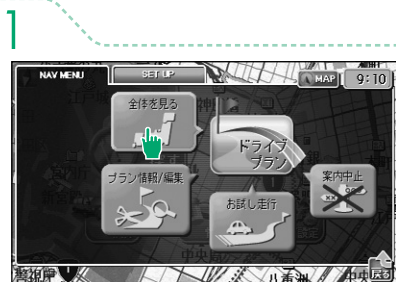 1
NAV MENU
SET UP
MAP
9:10
全体を見る
ドライブ
プラン
プラン情報/編集
お試し走行
案内中止
戻る